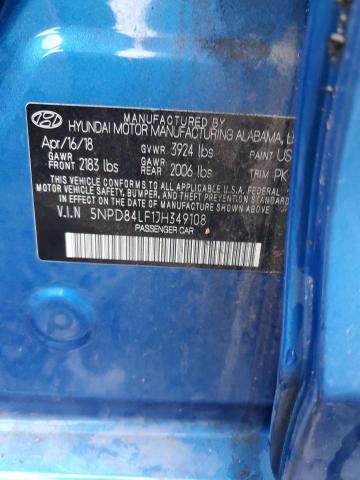 MANUFACTURED BY
HYUNDAI MOTOR MANUFACTURING ALABAMA,
Apr/16/18 GVWR 3924 lbs PAINT US
GAWR FRONT 2183 lbs GAWR REAR 2006 lbs TRIM PK
THIS VEHICLE CONFORMS TO ALL APPLICABLE U.S.A. FEDERAL
MOTOR VEHICLE SAFETY, BUMPER, AND THEFT PREVENTION
STANDARDS IN EFFECT ON THE DATE OF MANUFACTURE SHOWN ABOVE.
V.I.N 5NPD84LF1JH349108
PASSENGER CAR